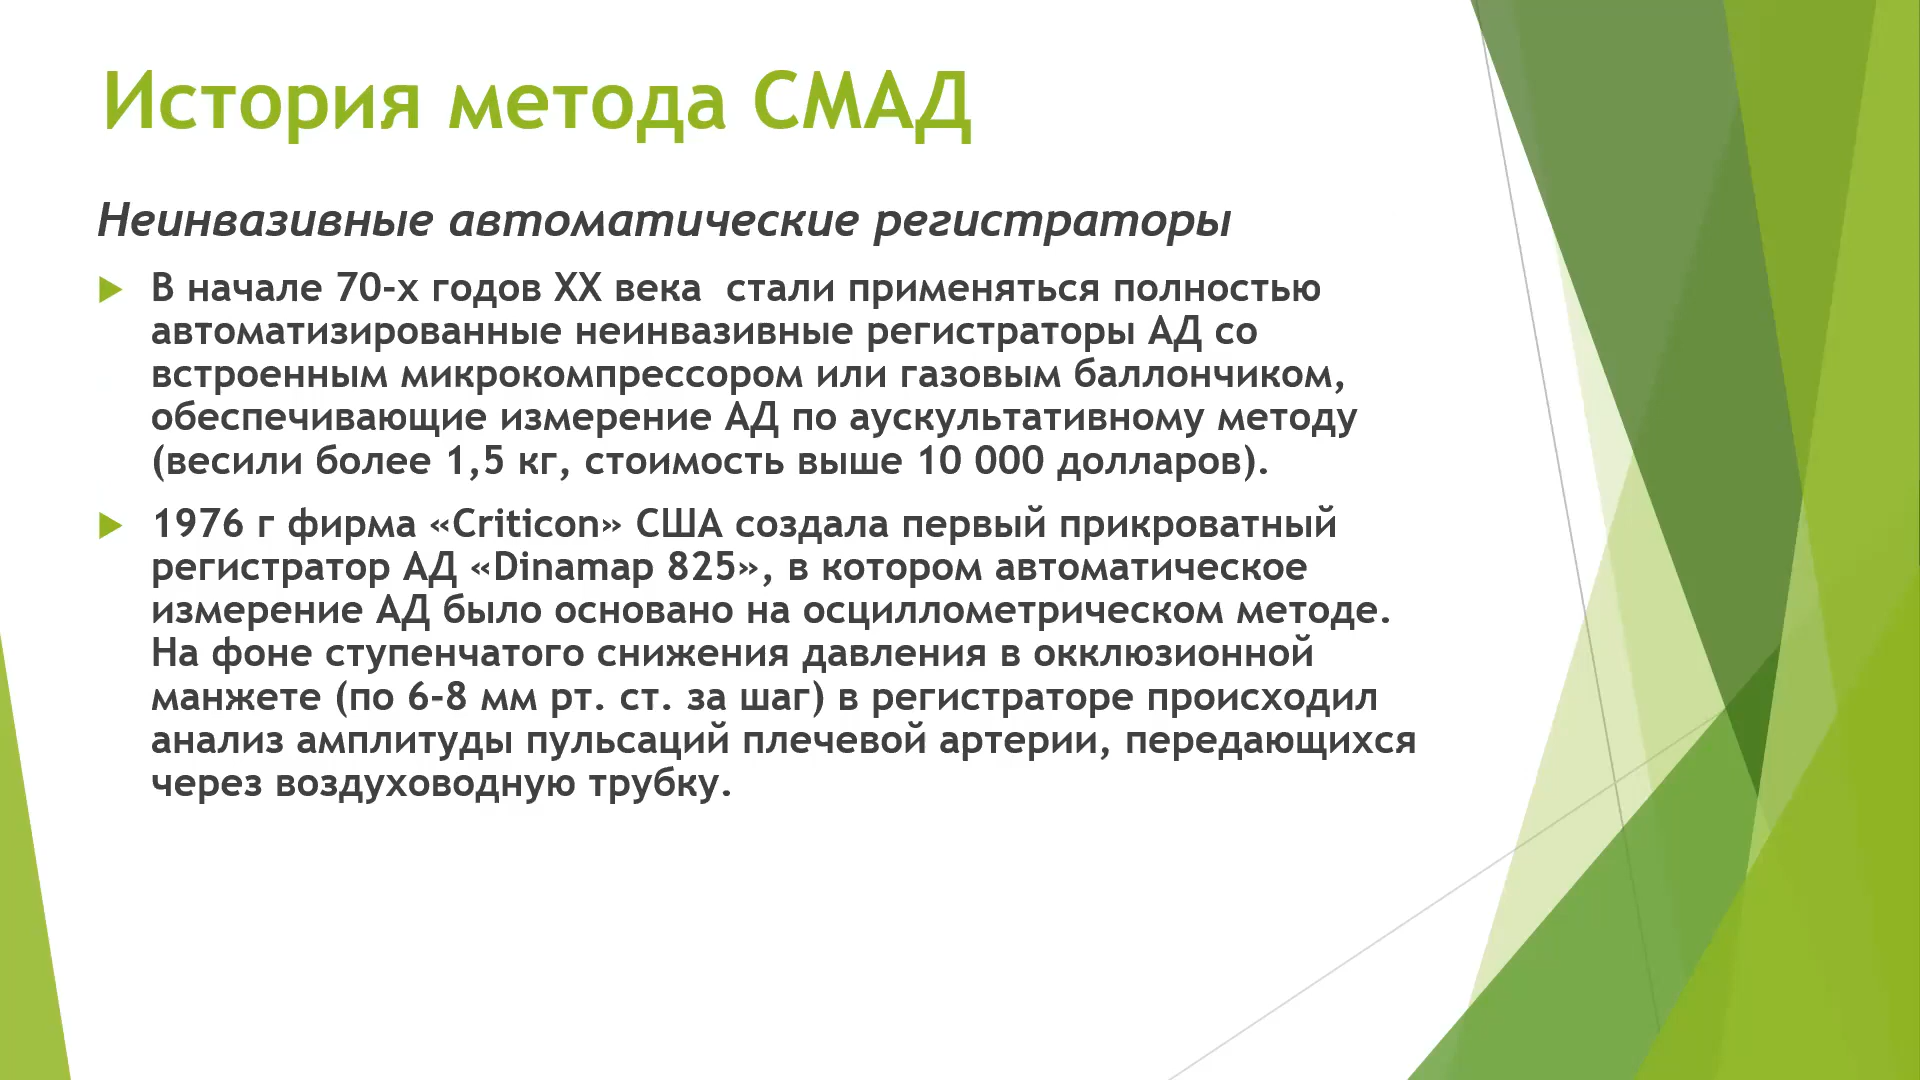 История метода СМАД
Неинвазивные автоматические регистраторы
В начале 70-х годов XX века  стали применяться полностью
автоматизированные неинвазивные регистраторы АД со
встроенным микрокомпрессором или газовым баллончиком,
обеспечивающие измерение АД по аускультативному методу
(весили более 1,5 кг, стоимость выше 10 000 долларов).
1976 г фирма «Criticon» США создала первый прикроватный
регистратор АД «Dinamap 825», в котором автоматическое
измерение АД было основано на осциллометрическом методе.
На фоне ступенчатого снижения давления в окклюзионной
манжете (по 6-8 мм рт. ст. за шаг) в регистраторе происходил
анализ амплитуды пульсаций плечевой артерии, передающихся
через воздуховодную трубку.